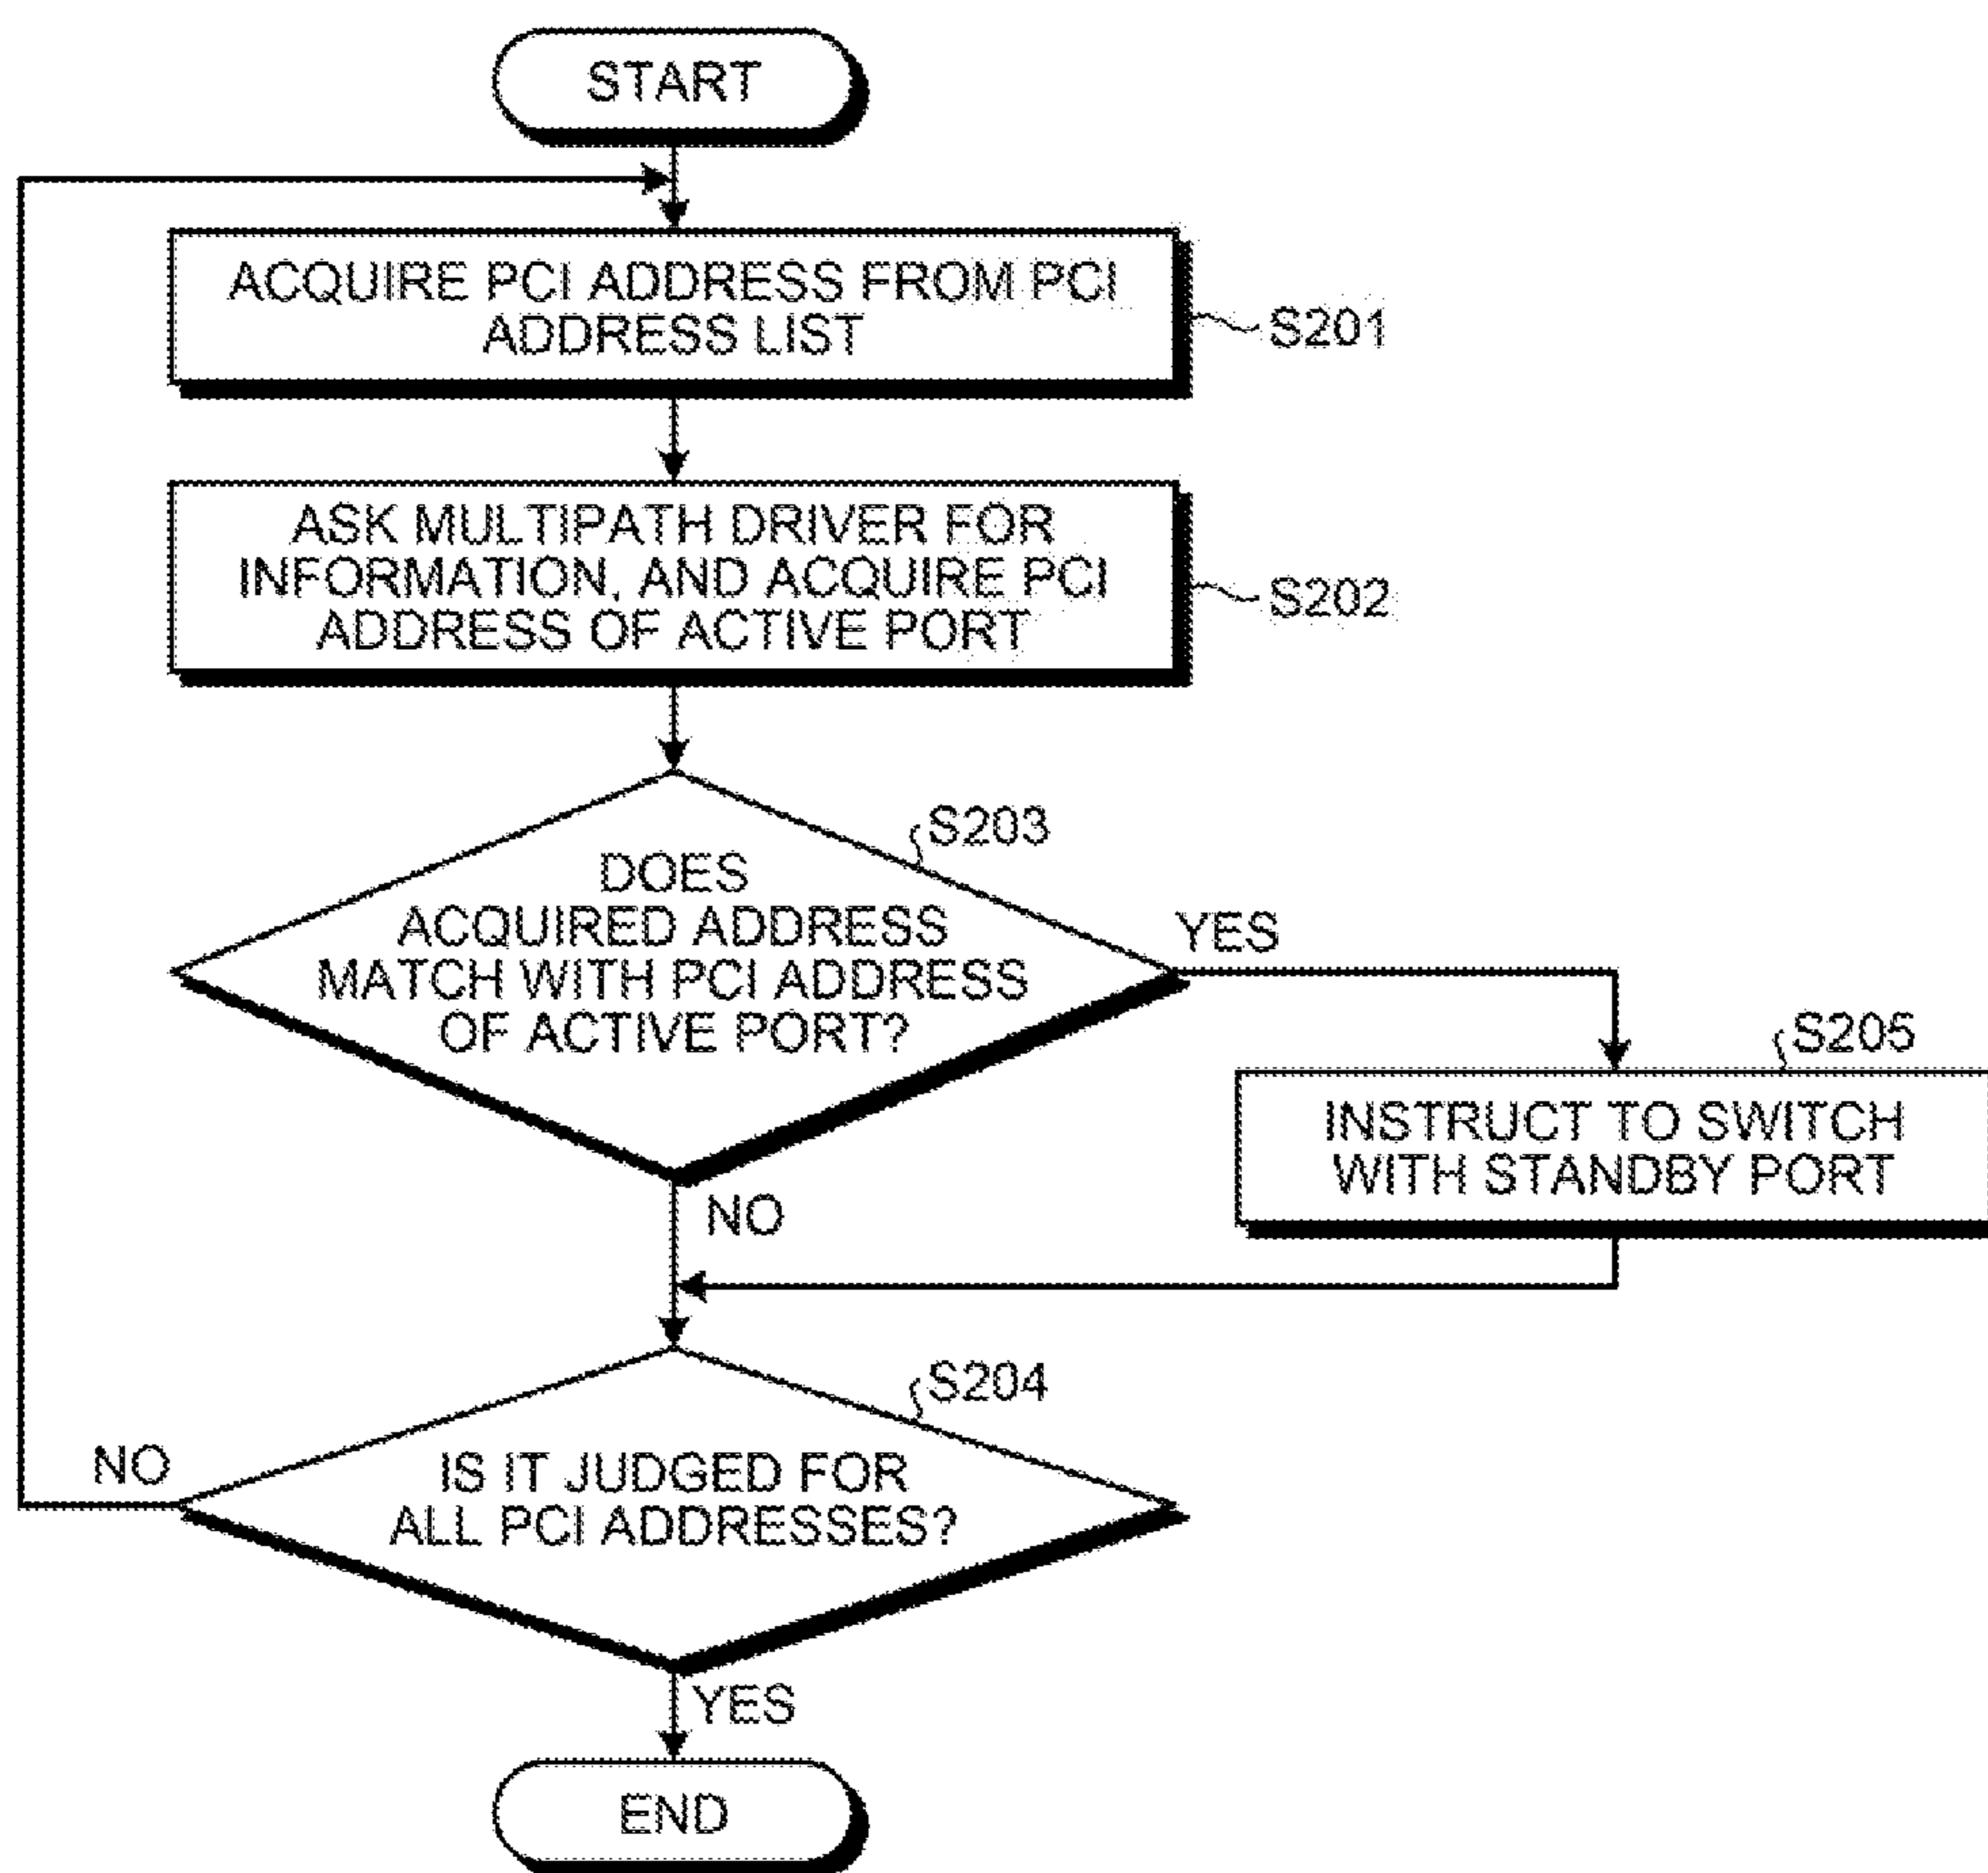 START
ACQUIRE PCI ADDRESS FROM PCI
ADDRESS LIST
S201
ASK MULTIPATH DRIVER FOR
INFORMATION, AND ACQUIRE PCI
ADDRESS OF ACTIVE PORT
S202
S203
DOES
ACQUIRED ADDRESS
MATCH WITH PCI ADDRESS
OF ACTIVE PORT?
YES
S205
INSTRUCT TO SWITCH
WITH STANDBY PORT
NO
S204
NO
IS IT JUDGED FOR
ALL PCI ADDRESSES?
YES
END